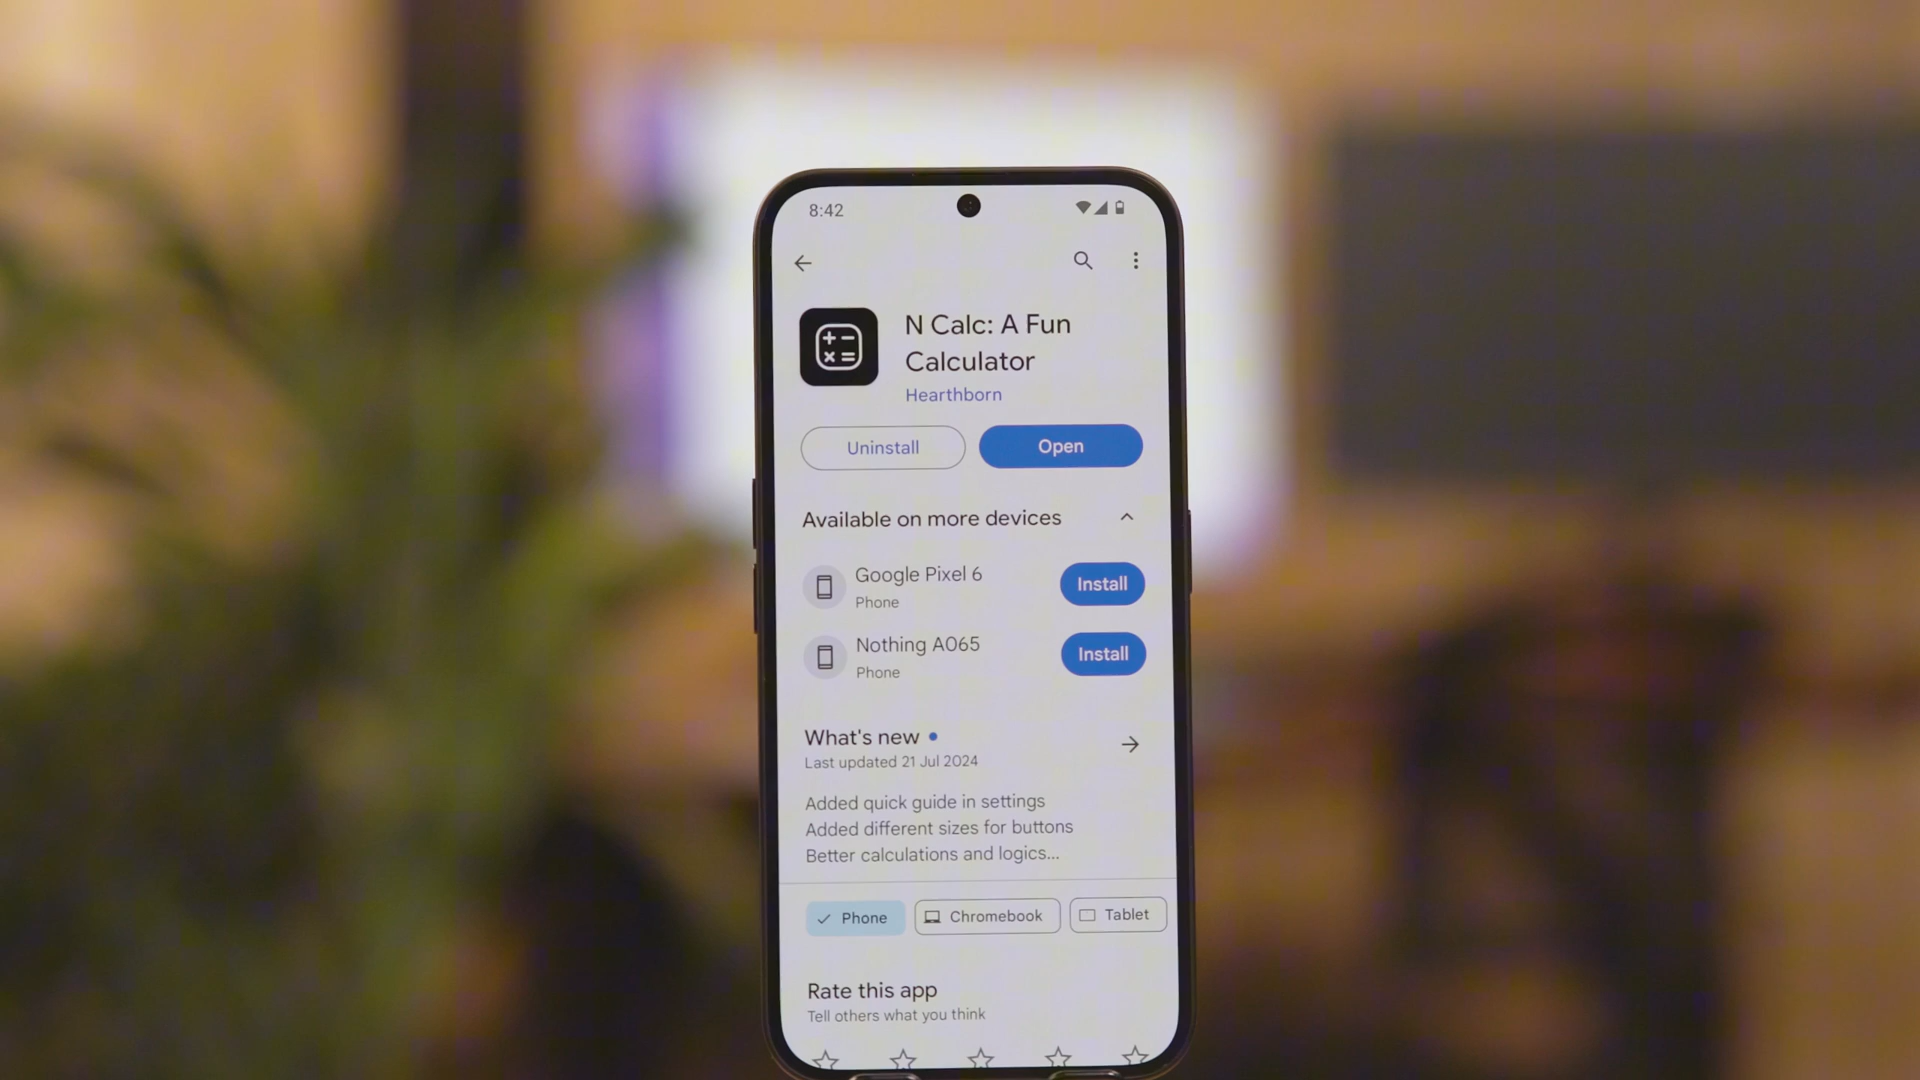 8:42
N Calc: A Fun
Calculator
Hearthborn
Uninstall
Open
Available on more devices
Google Pixel 6
Phone
Install
Nothing A065
Phone
Install
What's new
Last updated 21 Jul 2024
Added quick guide in settings
Added different sizes for buttons
Better calculations and logics...
Phone
Chromebook
Tablet
Rate this app
Tell others what you think